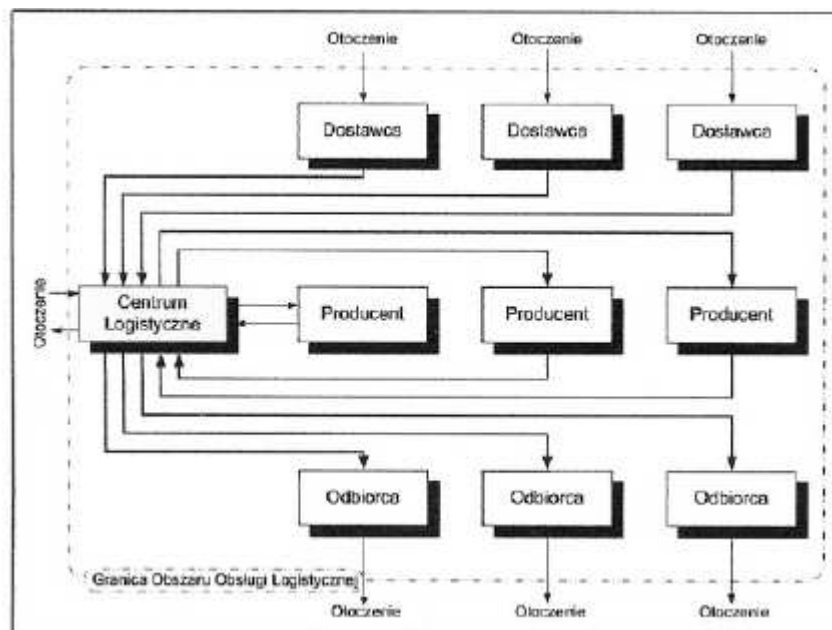 Otoczenie Otoczenie Otoczenie
Dostawca Dostawca Dostawca
Otoczenie
Centrum
Logistyczne
Producent Producent Producent
Odbiorca Odbiorca Odbiorca
Granica Obszaru Obsługi Logistycznej
Otoczenie Otoczenie Otoczenie